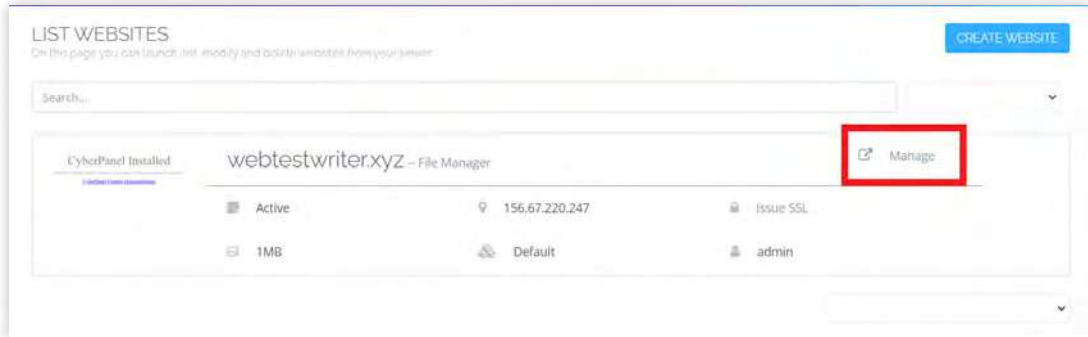 LIST WEBSITES
On this page you can launch, list, modify and delete websites from your server.
CREATE WEBSITE
Search...
CyberPanel Installed
webtestwriter.xyz – File Manager
Manage
Active
156.67.220.247
Issue SSL
1MB
Default
admin